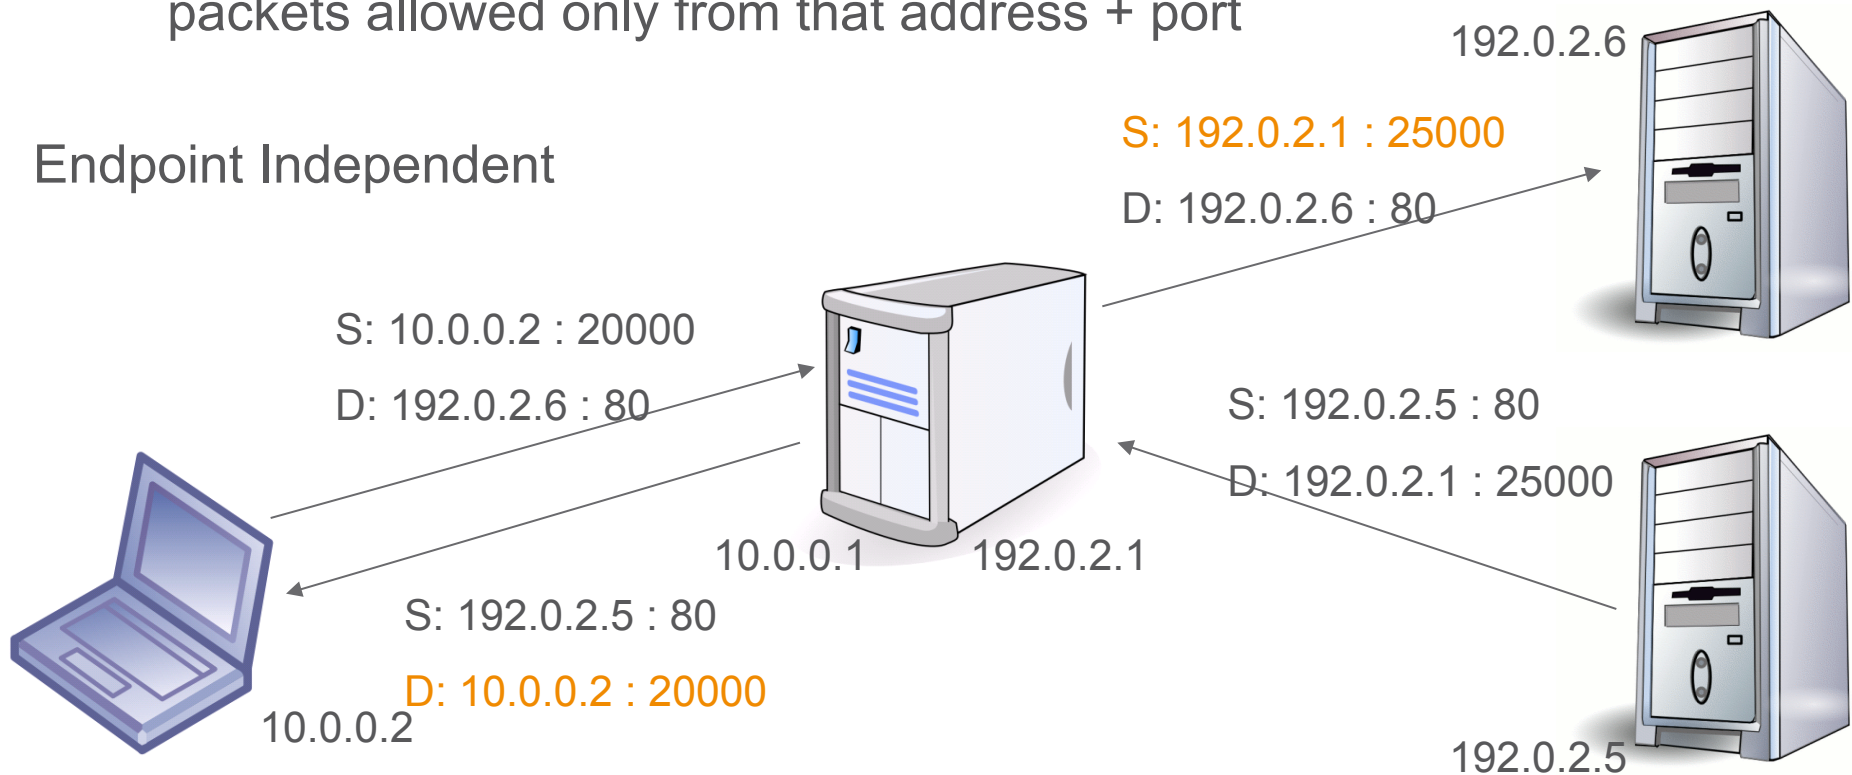 packets allowed only from that address + port
192.0.2.6
S: 192.0.2.1 : 25000
Endpoint Independent
D: 192.0.2.6 : 80
S: 10.0.0.2 : 20000
D: 192.0.2.6 : 80
S: 192.0.2.5 : 80
D: 192.0.2.1 : 25000
10.0.0.1
192.0.2.1
S: 192.0.2.5 : 80
D: 10.0.0.2 : 20000
10.0.0.2
192.0.2.5